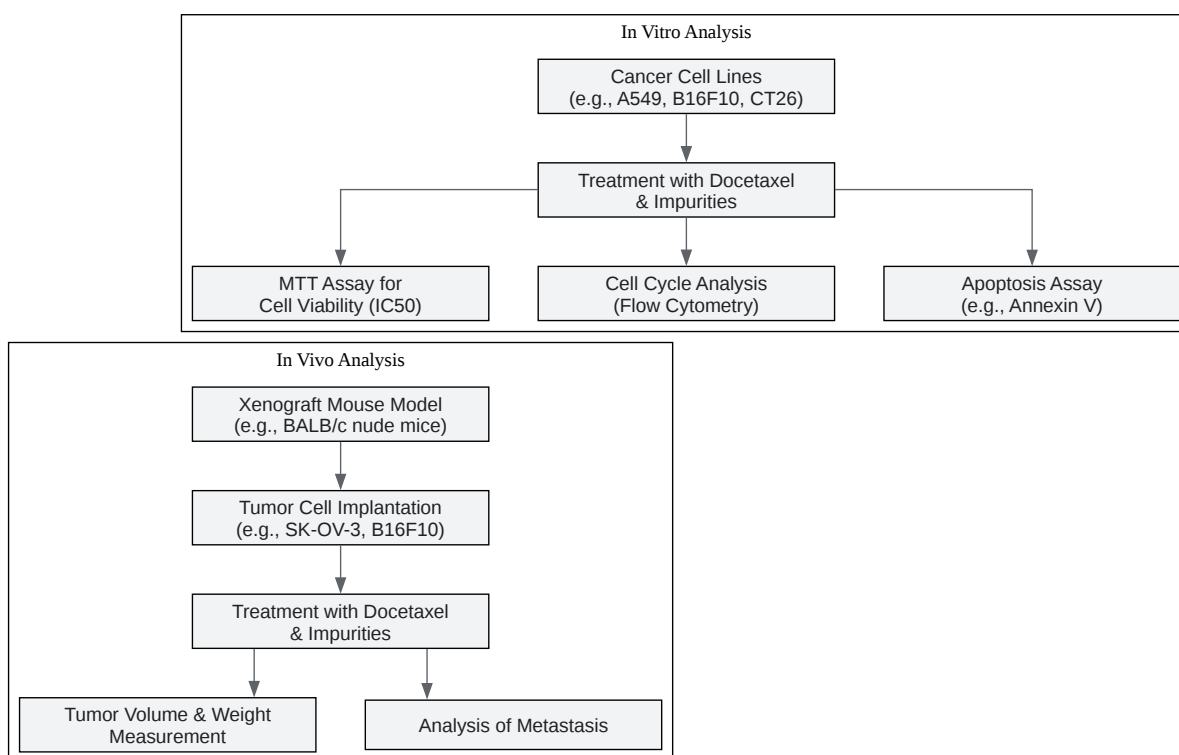 In Vitro Analysis
Cancer Cell Lines
(e.g., A549, B16F10, CT26)
Treatment with Docetaxel
& Impurities
MTT Assay for
Cell Viability (IC50)
Cell Cycle Analysis
(Flow Cytometry)
Apoptosis Assay
(e.g., Annexin V)
In Vivo Analysis
Xenograft Mouse Model
(e.g., BALB/c nude mice)
Tumor Cell Implantation
(e.g., SK-OV-3, B16F10)
Treatment with Docetaxel
& Impurities
Tumor Volume & Weight
Measurement
Analysis of Metastasis